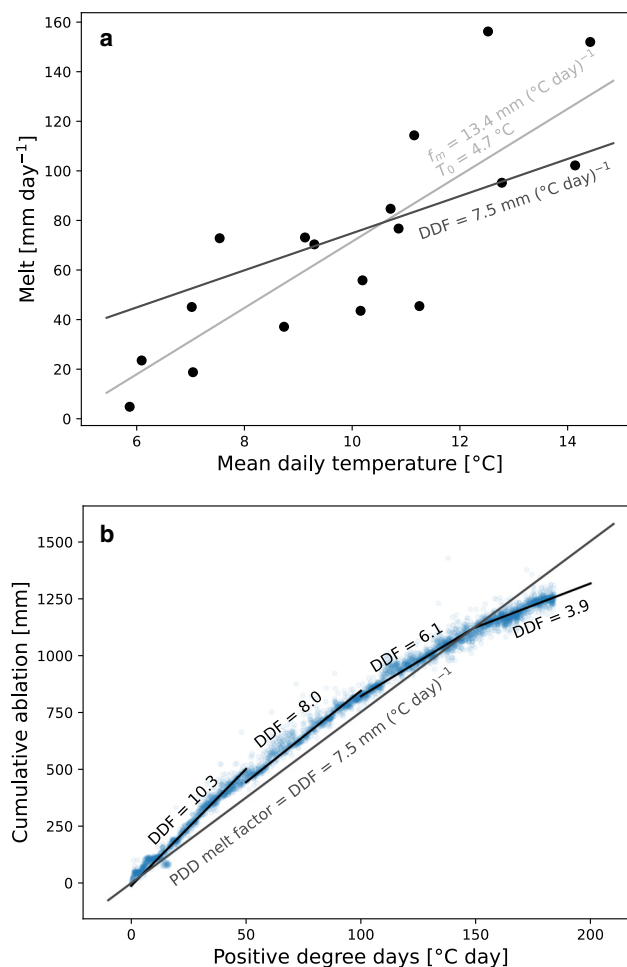 a
160
140
120
100
80
60
40
20
0
Melt [mm day⁻¹]
fₘ = 13.4 mm (°C day)⁻¹
T₀ = 4.7 °C
DDF = 7.5 mm (°C day)⁻¹
6 8 10 12 14
Mean daily temperature [°C]
b
1500
1250
1000
750
500
250
0
Cumulative ablation [mm]
DDF = 10.3
DDF = 8.0
DDF = 6.1
DDF = 3.9
PDD melt factor = DDF = 7.5 mm (°C day)⁻¹
0 50 100 150 200
Positive degree days [°C day]